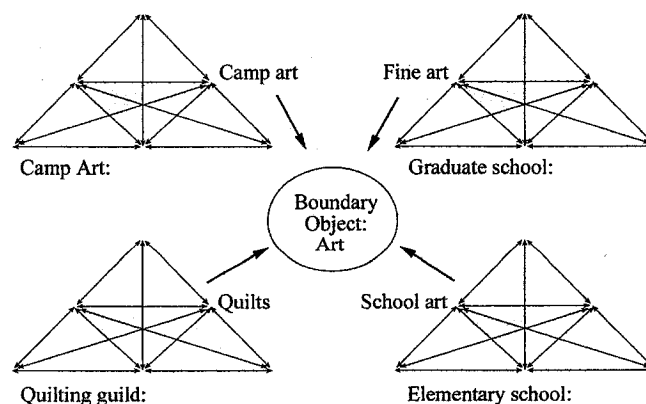 Camp art
Fine art
Camp Art:
Graduate school:
Boundary
Object:
Art
Quilts
School art
Quilting guild:
Elementary school: